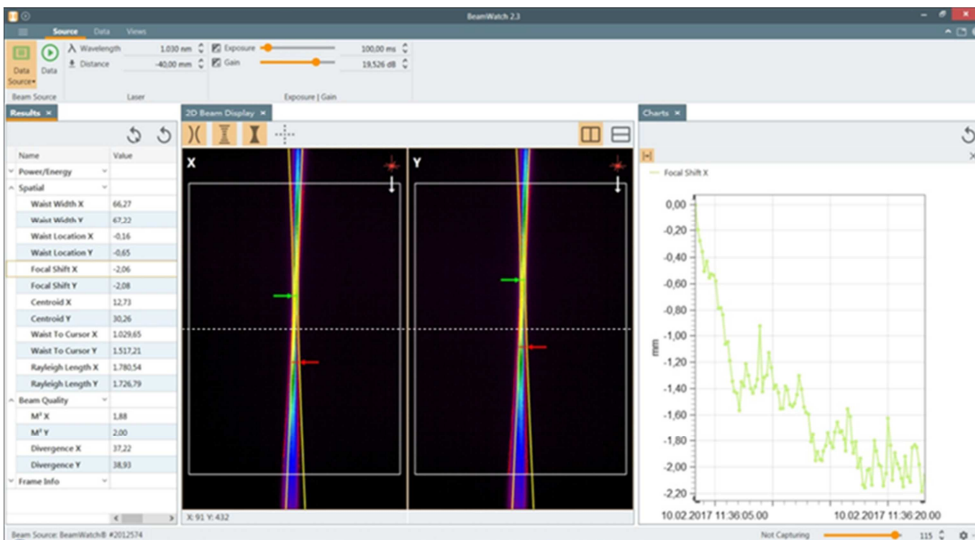 BeamWatch 2.3
Source Data Views
Data Source
Data
Wavelength 1.030 nm
Distance -40,00 mm
Exposure 100,00 ms
Gain 19,526 dB
Beam Source
Laser
Exposure | Gain
Results
Name Value
Power/Energy
Spatial
Waist Width X 66,27
Waist Width Y 67,22
Waist Location X -0,16
Waist Location Y -0,65
Focal Shift X -2,06
Focal Shift Y -2,08
Centroid X 12,73
Centroid Y 30,26
Waist To Cursor X 1.029,65
Waist To Cursor Y 1.517,21
Rayleigh Length X 1.780,54
Rayleigh Length Y 1.726,79
Beam Quality
M² X 1,88
M² Y 2,00
Divergence X 37,22
Divergence Y 38,93
Frame Info
2D Beam Display
X
Y
X: 91 Y: 432
Charts
Focal Shift X
0,00
-0,20
-0,40
-0,60
-0,80
-1,00
-1,20
-1,40
-1,60
-1,80
-2,00
-2,20
mm
10.02.2017 11:36:05.00 10.02.2017 11:36:20.00
Beam Source: BeamWatch® #2012574
Not Capturing 115